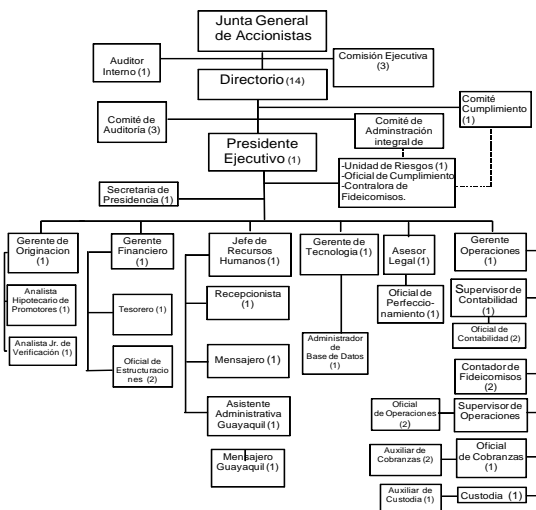 Junta General
de Accionistas
Auditor
Interno (1)
Comisión Ejecutiva
(3)
Directorio (14)
Comité
Cumplimiento
(1)
Comité de
Auditoría (3)
Comité de
Adminstración
integral de
Presidente
Ejecutivo (1)
-Unidad de Riesgos (1)
-Oficial de Cumplimiento
-Contralora de
Fideicomisos.
Secretaria de
Presidencia (1)
Gerente de
Originacion
(1)
Gerente
Financiero
(1)
Jefe de
Recursos
Humanos (1)
Gerente de
Tecnología
(1)
Asesor
Legal (1)
Gerente
Operaciones
(1)
Analista
Hipotecario de
Promotores (1)
Tesorero (1)
Recepcionista
(1)
Oficial de
Perfeccio-
namiento (1)
Supervisor de
Contabilidad
(1)
Oficial de
Contabilidad (2)
Analista Jr. de
Verificación (1)
Oficial de
Estructuracio
nes (2)
Mensajero (1)
Administrador
de
Base de Datos
(1)
Contador de
Fideicomisos
(2)
Asistente
Administrativa
Guayaquil (1)
Oficial
de Operaciones
(2)
Supervisor de
Operaciones
Mensajero
Guayaquil (1)
Auxiliar de
Cobranzas (2)
Oficial
de Cobranzas
(1)
Auxiliar de
Custodia (1)
Custodia (1)